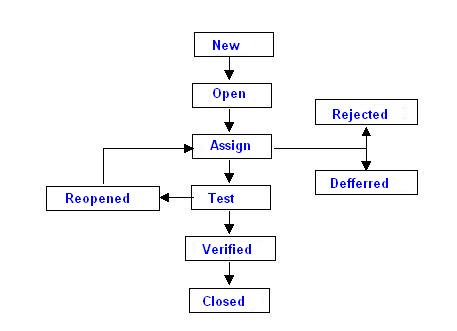 New
Open
Rejected
Assign
Defferred
Reopened
Test
Verified
Closed